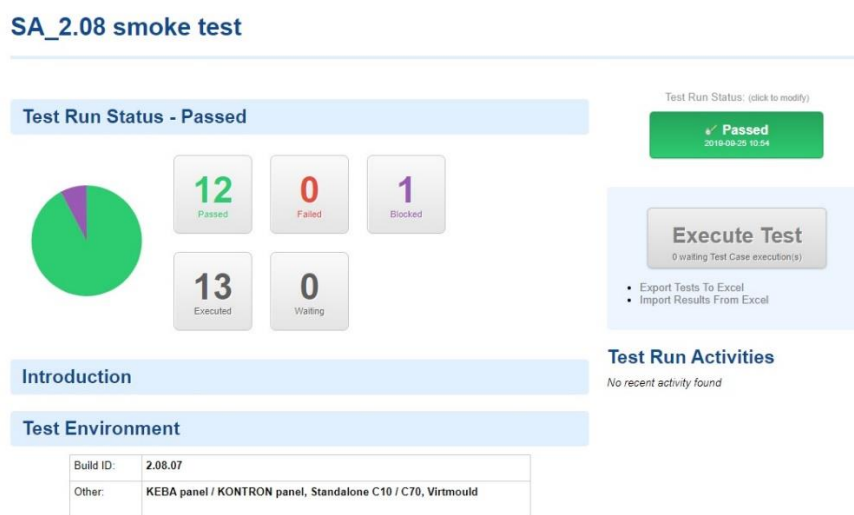 SA_2.08 smoke test
Test Run Status - Passed
12
Passed
0
Failed
1
Blocked
13
Executed
0
Waiting
Introduction
Test Environment
Build ID: 2.08.07
Other: KEBA panel / KONTRON panel, Standalone C10 / C70, Virtmould
Test Run Status: (click to modify)
Passed
2019-09-25 10:54
Execute Test
0 waiting Test Case execution(s)
Export Tests To Excel
Import Results From Excel
Test Run Activities
No recent activity found